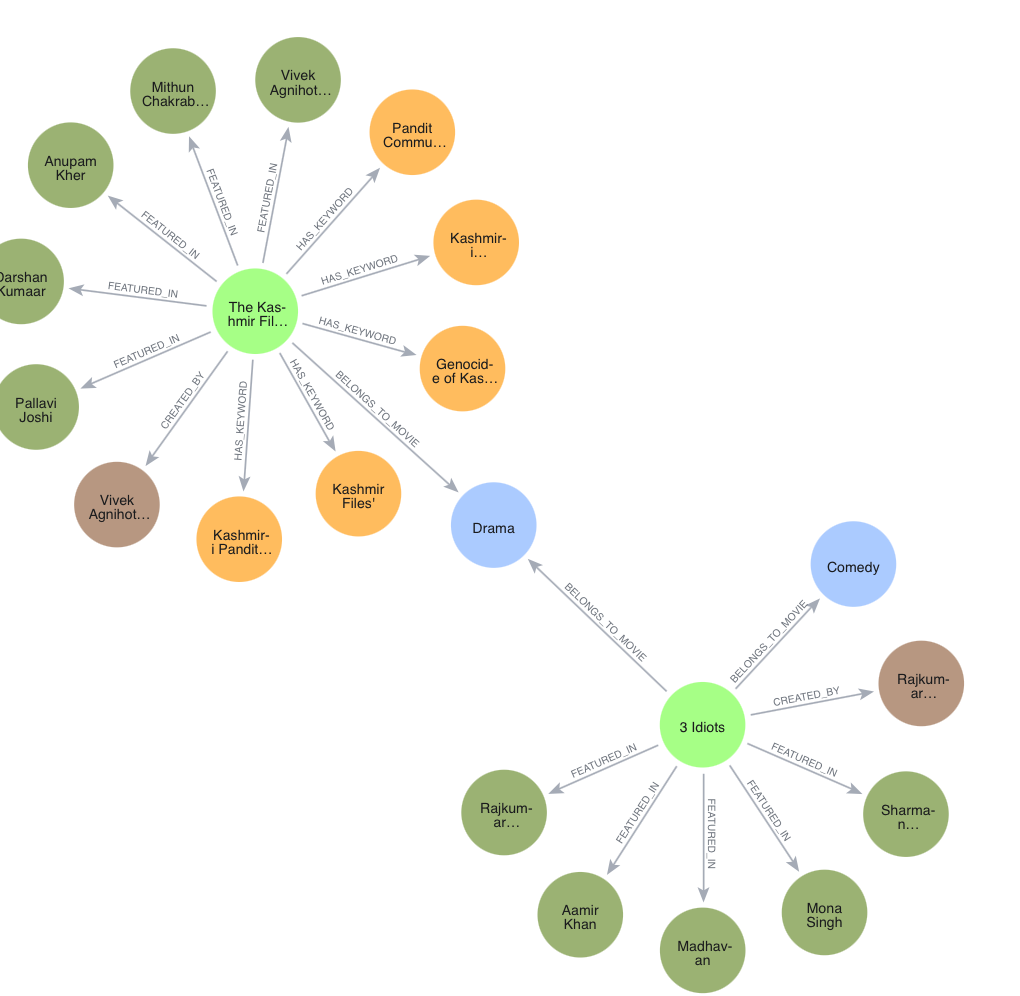 Vivek
Agnihot…
Mithun
Chakrab…
Pandit
Commu…
Anupam
Kher
FEATURED_IN
FEATURED_IN
HAS_KEYWORD
FEATURED_IN
Kashmir-
i…
HAS_KEYWORD
Darshan
Kumaar
FEATURED_IN
The Kas-
hmir Fil…
HAS_KEYWORD
FEATURED_IN
Genocid-
e of Kas…
Pallavi
Joshi
CREATED_BY
HAS_KEYWORD
HAS_KEYWORD
BELONGS_TO_MOVIE
Vivek
Agnihot…
Kashmir-
i Pandit…
Kashmir
Files'
Drama
Comedy
BELONGS_TO_MOVIE
BELONGS_TO_MOVIE
Rajkum-
ar…
CREATED_BY
3 Idiots
FEATURED_IN
FEATURED_IN
FEATURED_IN
FEATURED_IN
FEATURED_IN
Rajkum-
ar…
Sharma-
n…
Aamir
Khan
Madhav-
an
Mona
Singh